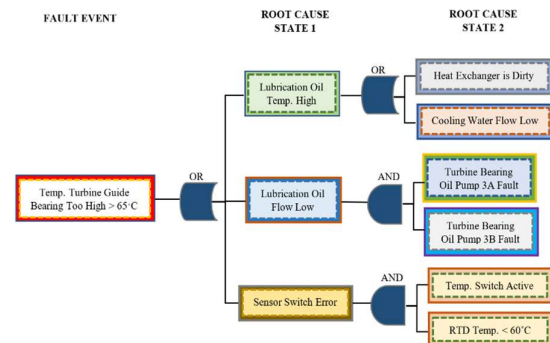 FAULT EVENT
ROOT CAUSE
STATE 1
ROOT CAUSE
STATE 2
OR
Lubrication Oil
Temp. High
OR
Heat Exchanger is Dirty
Cooling Water Flow Low
Temp. Turbine Guide
Bearing Too High > 65°C
Lubrication Oil
Flow Low
AND
Turbine Bearing
Oil Pump 3A Fault
Turbine Bearing
Oil Pump 3B Fault
Sensor Switch Error
AND
Temp. Switch Active
RTD Temp. < 60°C